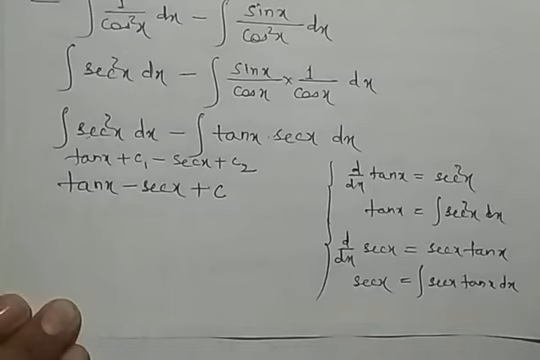 ∫ 1/cos²x dx − ∫ sinx/cos²x dx
∫ sec²x dx − ∫ sinx/cosx × 1/cosx dx
∫ sec²x dx − ∫ tanx · secx dx
tanx + c₁ − secx + c₂
tanx − secx + c
d/dx tanx = sec²x
tanx = ∫ sec²x dx
d/dx secx = secx tanx
secx = ∫ secx tanx dx